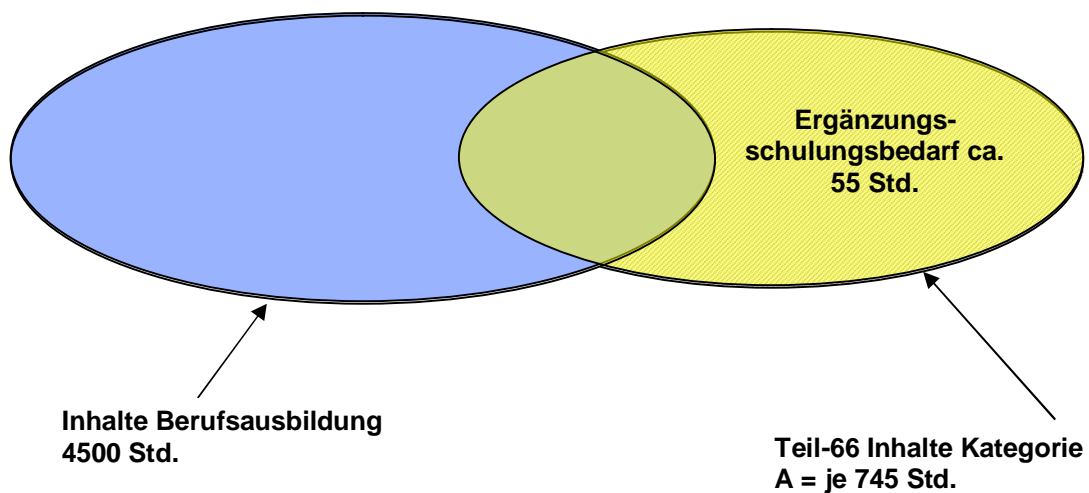 Ergänzungs-
schulungsbedarf ca.
55 Std.
Inhalte Berufsausbildung
4500 Std.
Teil-66 Inhalte Kategorie
A = je 745 Std.